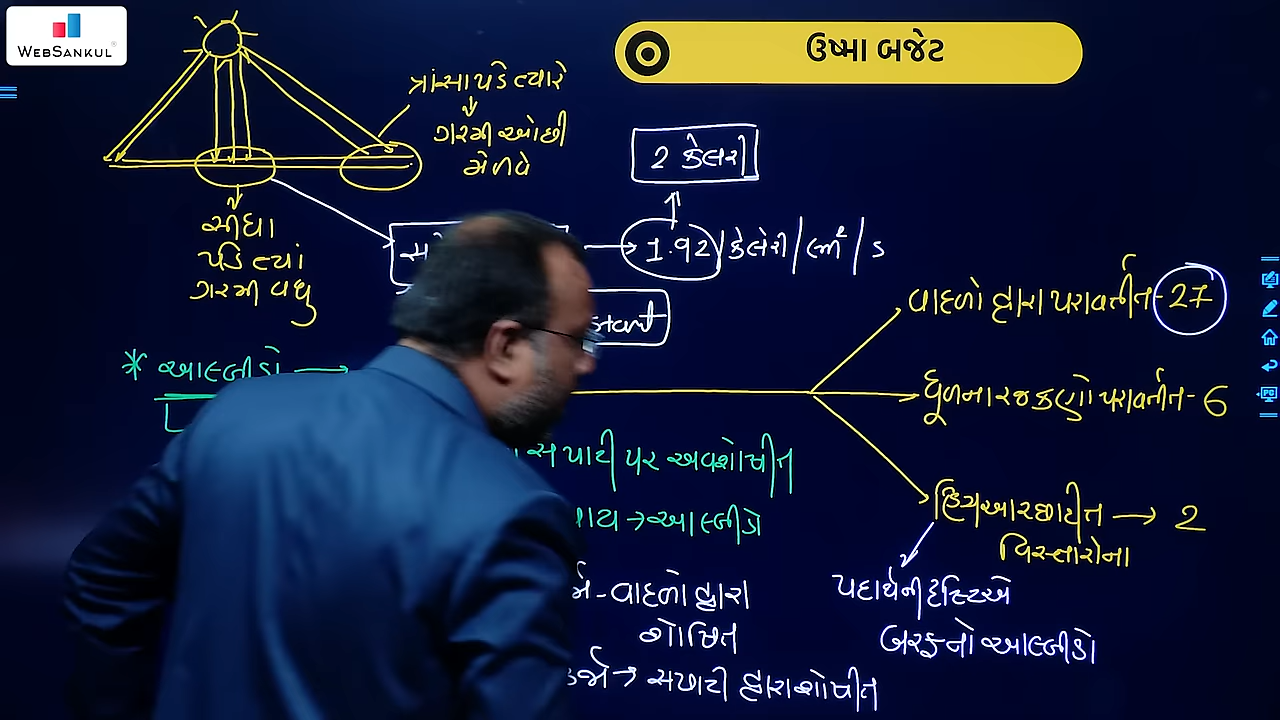 WEBSANKUL
ઉષ્મા બજેટ
ત્રાંસા પડે ત્યારે
ગરમી ઓછી
મેળવે
2 કેલરી
1.92/કેલેરી/સેમી²/
સીધા
પડે ત્યાં
ગરમી વધુ
વાદળો દ્વારા પરાવર્તીત-27
* આલ્બીડો →
ધૂળના રજકણો પરાવર્તીત-6
સપાટી પર અવશોષીત
→આલ્બીડો
હિમઆચ્છાદીત → 2
વિસ્તારોના
પદાર્થની દૃષ્ટિએ
બરફનો આલ્બીડો
-વાદળો દ્વારા
શોષિત
→ સપાટી દ્વારા શોષીત